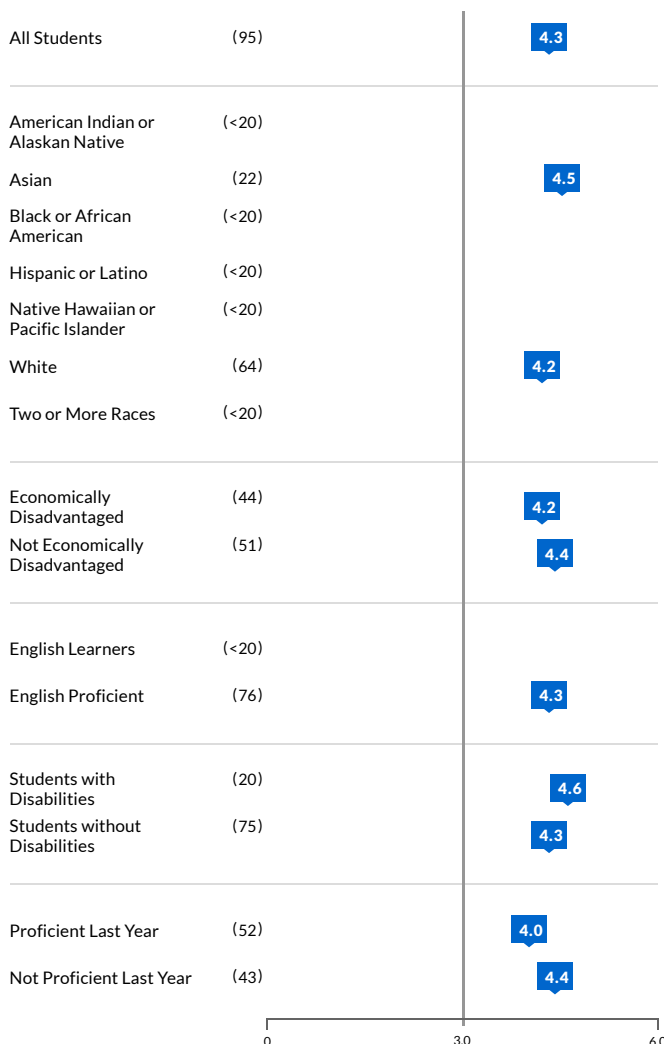 All Students (95) 4.3
American Indian or (<20)
Alaskan Native
Asian (22) 4.5
Black or African (<20)
American
Hispanic or Latino (<20)
Native Hawaiian or (<20)
Pacific Islander
White (64) 4.2
Two or More Races (<20)
Economically (44) 4.2
Disadvantaged
Not Economically (51) 4.4
Disadvantaged
English Learners (<20)
English Proficient (76) 4.3
Students with (20) 4.6
Disabilities
Students without (75) 4.3
Disabilities
Proficient Last Year (52) 4.0
Not Proficient Last Year (43) 4.4
0 3.0 6.0